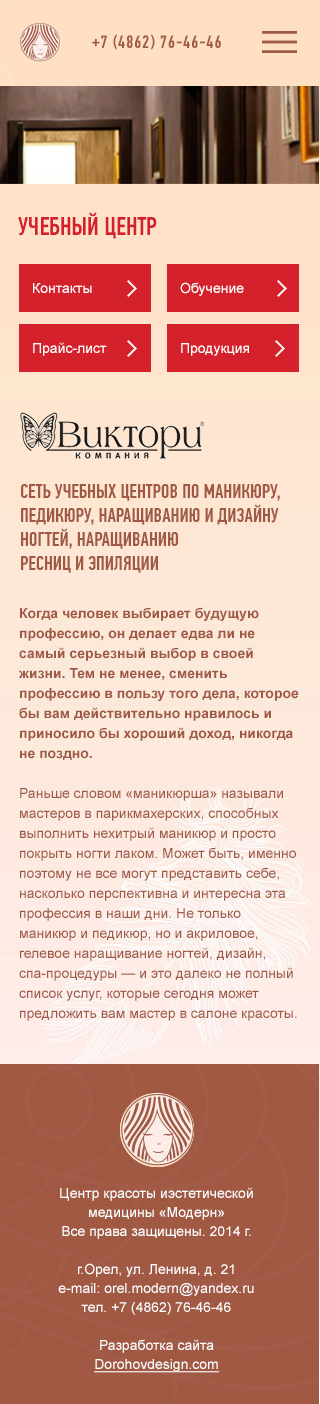 +7 (4862) 76-46-46
УЧЕБНЫЙ ЦЕНТР
Контакты
Обучение
Прайс-лист
Продукция
Виктори®
КОМПАНИЯ
СЕТЬ УЧЕБНЫХ ЦЕНТРОВ ПО МАНИКЮРУ,
ПЕДИКЮРУ, НАРАЩИВАНИЮ И ДИЗАЙНУ
НОГТЕЙ, НАРАЩИВАНИЮ
РЕСНИЦ И ЭПИЛЯЦИИ
Когда человек выбирает будущую
профессию, он делает едва ли не
самый серьезный выбор в своей
жизни. Тем не менее, сменить
профессию в пользу того дела, которое
бы вам действительно нравилось и
приносило бы хороший доход, никогда
не поздно.
Раньше словом «маникюрша» называли
мастеров в парикмахерских, способных
выполнить нехитрый маникюр и просто
покрыть ногти лаком. Может быть, именно
поэтому не все могут представить себе,
насколько перспективна и интересна эта
профессия в наши дни. Не только
маникюр и педикюр, но и акриловое,
гелевое наращивание ногтей, дизайн,
спа-процедуры — и это далеко не полный
список услуг, которые сегодня может
предложить вам мастер в салоне красоты.
Центр красоты иэстетической
медицины «Модерн»
Все права защищены. 2014 г.
г.Орел, ул. Ленина, д. 21
e-mail: orel.modern@yandex.ru
тел. +7 (4862) 76-46-46
Разработка сайта
Dorohovdesign.com